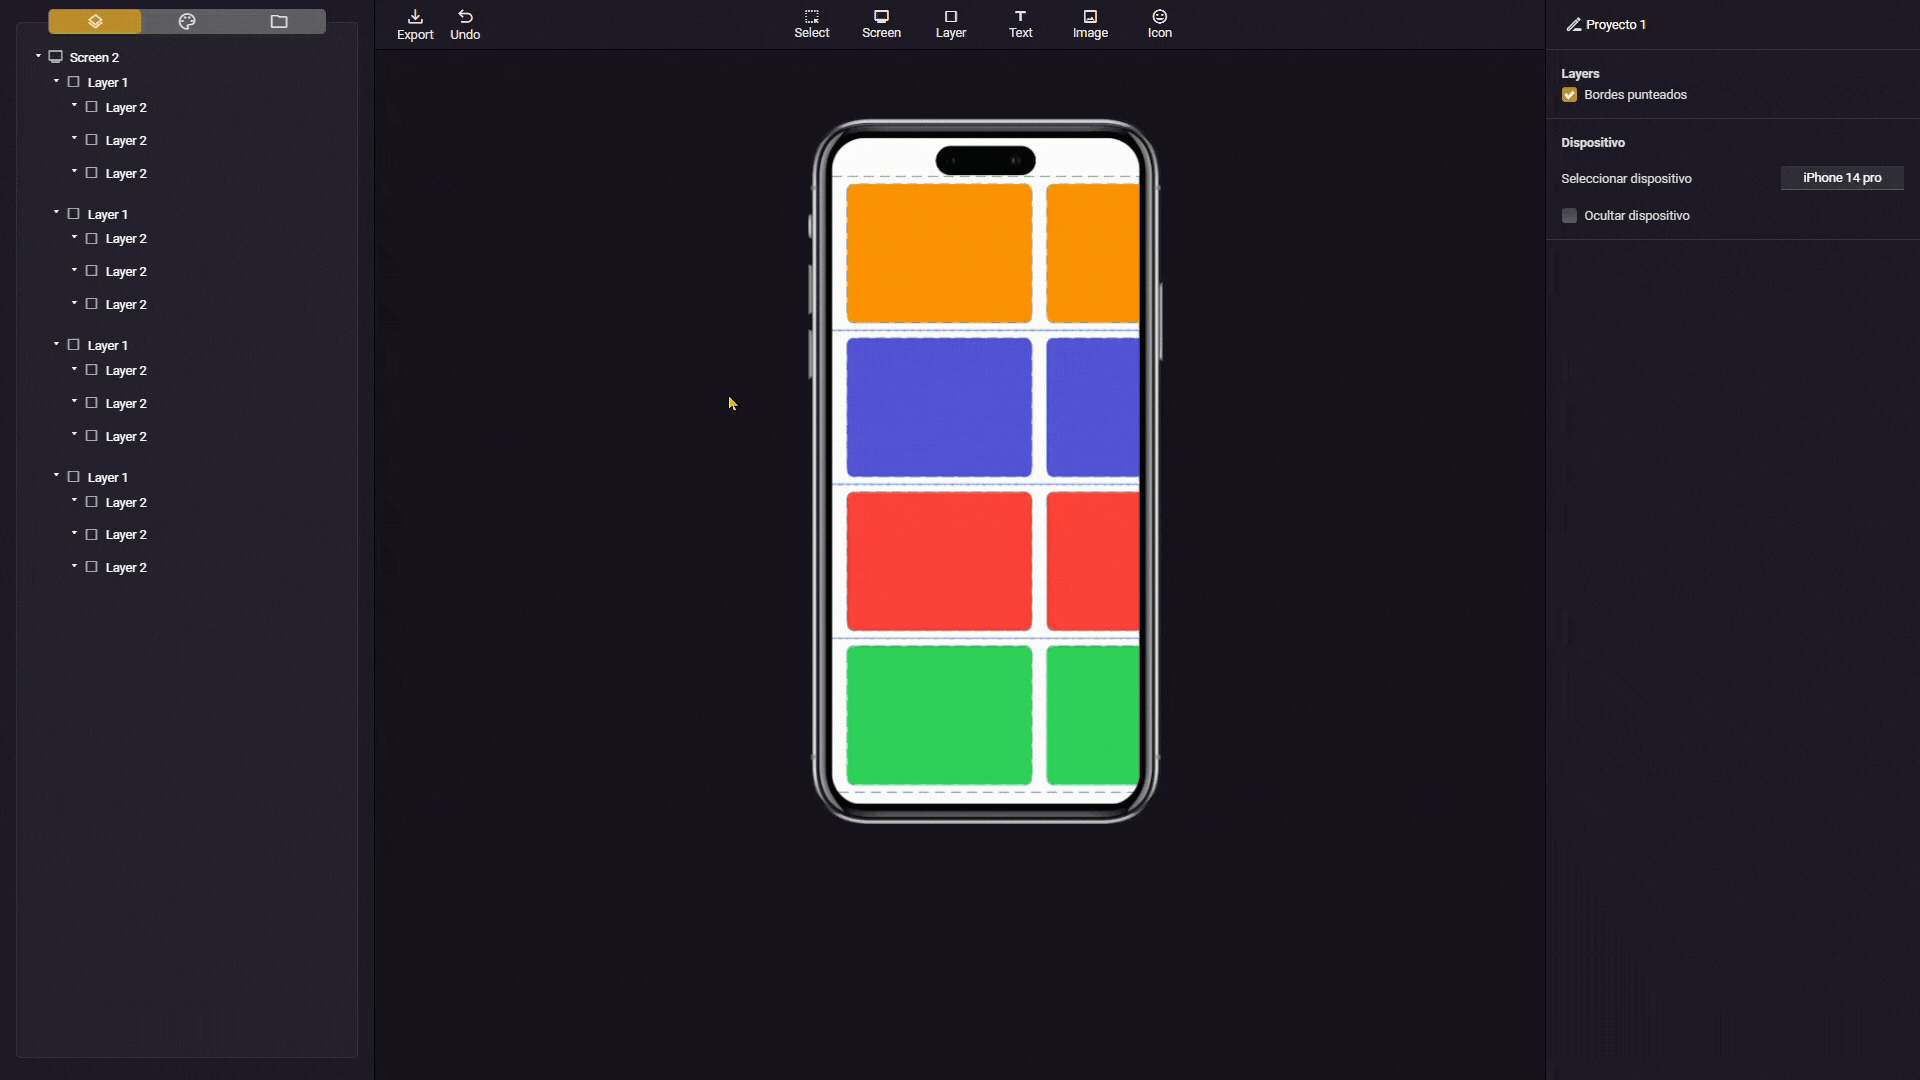 Export
Undo
Select
Screen
Layer
Text
Image
Icon
Screen 2
Layer 1
Layer 2
Layer 2
Layer 2
Layer 1
Layer 2
Layer 2
Layer 2
Layer 1
Layer 2
Layer 2
Layer 2
Layer 1
Layer 2
Layer 2
Layer 2
Proyecto 1
Layers
Bordes punteados
Dispositivo
Seleccionar dispositivo
iPhone 14 pro
Ocultar dispositivo